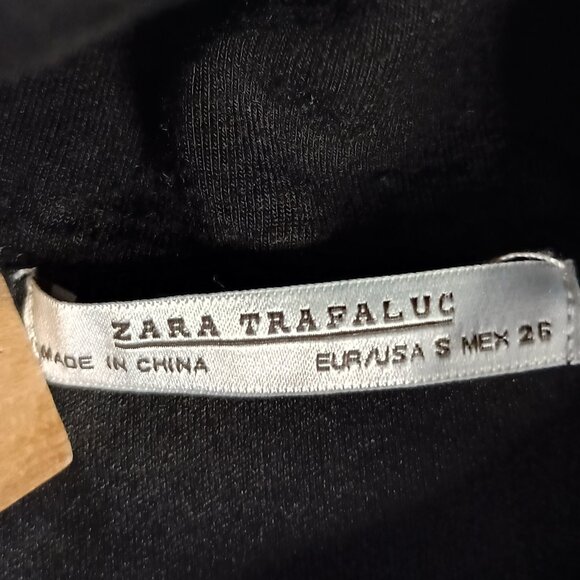 ZARA TRAFALUC
MADE IN CHINA EUR/USA S MEX 26